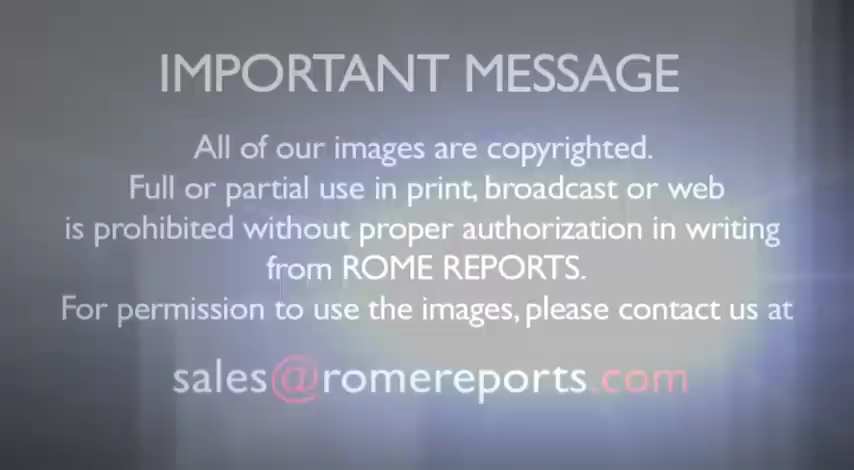 IMPORTANT MESSAGE
All of our images are copyrighted.
Full or partial use in print, broadcast or web
is prohibited without proper authorization in writing
from ROME REPORTS.
For permission to use the images, please contact us at
sales@romereports.com